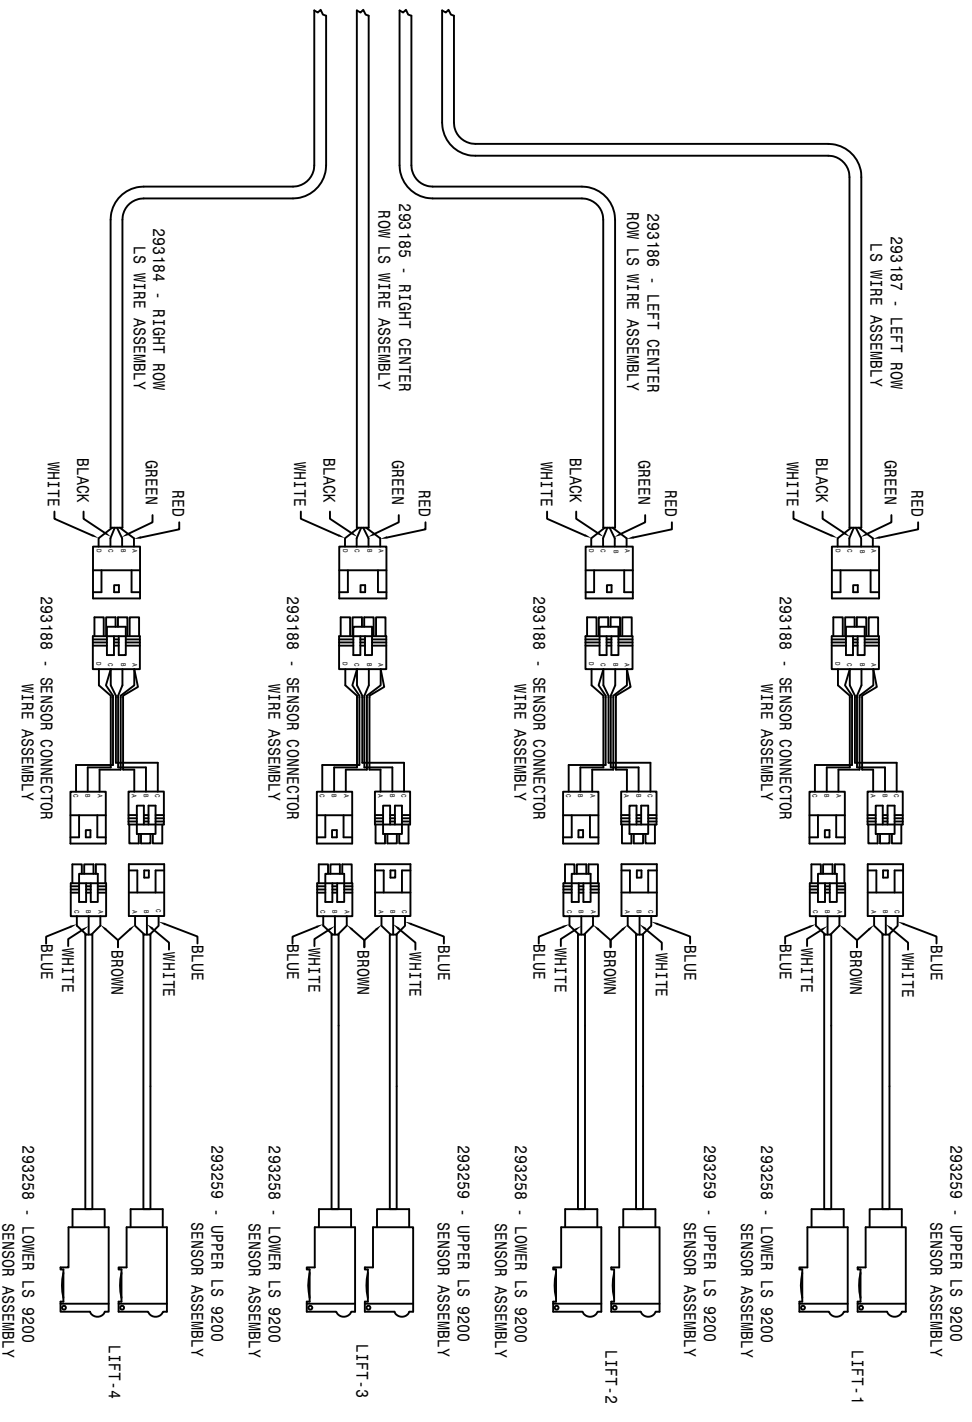 293187 - LEFT ROW
LS WIRE ASSEMBLY
RED
GREEN
BLACK
WHITE
A
B
C
D
A
B
C
D
293188 - SENSOR CONNECTOR
WIRE ASSEMBLY
C
B
A
A
B
C
C
B
A
A
B
C
BLUE
WHITE
BROWN
WHITE
BLUE
293259 - UPPER LS 9200
SENSOR ASSEMBLY
LIFT-1
293258 - LOWER LS 9200
SENSOR ASSEMBLY
293186 - LEFT CENTER
ROW LS WIRE ASSEMBLY
RED
GREEN
BLACK
WHITE
A
B
C
D
A
B
C
D
293188 - SENSOR CONNECTOR
WIRE ASSEMBLY
C
B
A
A
B
C
C
B
A
A
B
C
BLUE
WHITE
BROWN
WHITE
BLUE
293259 - UPPER LS 9200
SENSOR ASSEMBLY
LIFT-2
293258 - LOWER LS 9200
SENSOR ASSEMBLY
293185 - RIGHT CENTER
ROW LS WIRE ASSEMBLY
RED
GREEN
BLACK
WHITE
A
B
C
D
A
B
C
D
293188 - SENSOR CONNECTOR
WIRE ASSEMBLY
C
B
A
A
B
C
C
B
A
A
B
C
BLUE
WHITE
BROWN
WHITE
BLUE
293259 - UPPER LS 9200
SENSOR ASSEMBLY
LIFT-3
293258 - LOWER LS 9200
SENSOR ASSEMBLY
293184 - RIGHT ROW
LS WIRE ASSEMBLY
RED
GREEN
BLACK
WHITE
A
B
C
D
A
B
C
D
293188 - SENSOR CONNECTOR
WIRE ASSEMBLY
C
B
A
A
B
C
C
B
A
A
B
C
BLUE
WHITE
BROWN
WHITE
BLUE
293259 - UPPER LS 9200
SENSOR ASSEMBLY
LIFT-4
293258 - LOWER LS 9200
SENSOR ASSEMBLY